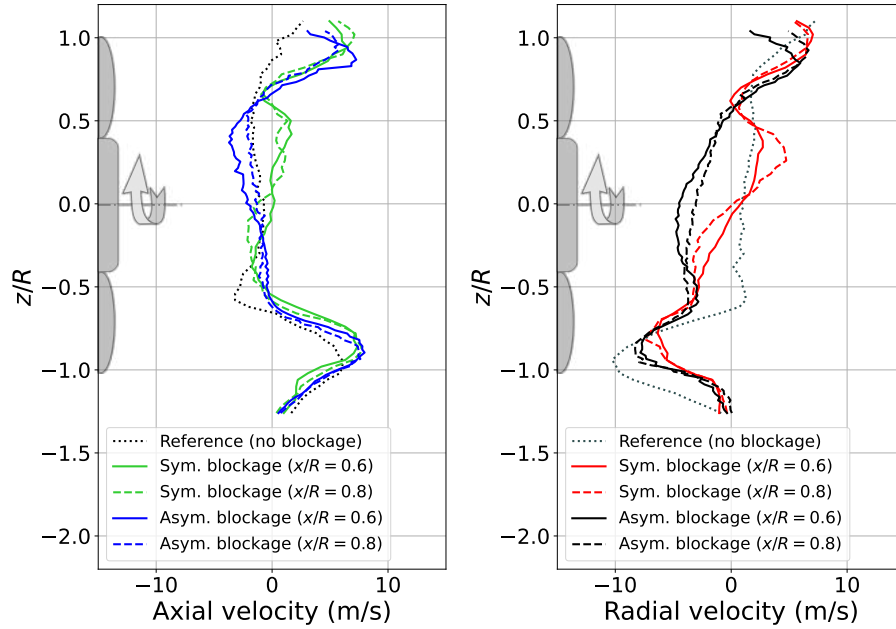 1.0
0.5
0.0
−0.5
−1.0
−1.5
−2.0
z/R
Reference (no blockage)
Sym. blockage (x/R = 0.6)
Sym. blockage (x/R = 0.8)
Asym. blockage (x/R = 0.6)
Asym. blockage (x/R = 0.8)
−10
0
10
Axial velocity (m/s)
1.0
0.5
0.0
−0.5
−1.0
−1.5
−2.0
z/R
Reference (no blockage)
Sym. blockage (x/R = 0.6)
Sym. blockage (x/R = 0.8)
Asym. blockage (x/R = 0.6)
Asym. blockage (x/R = 0.8)
−10
0
10
Radial velocity (m/s)